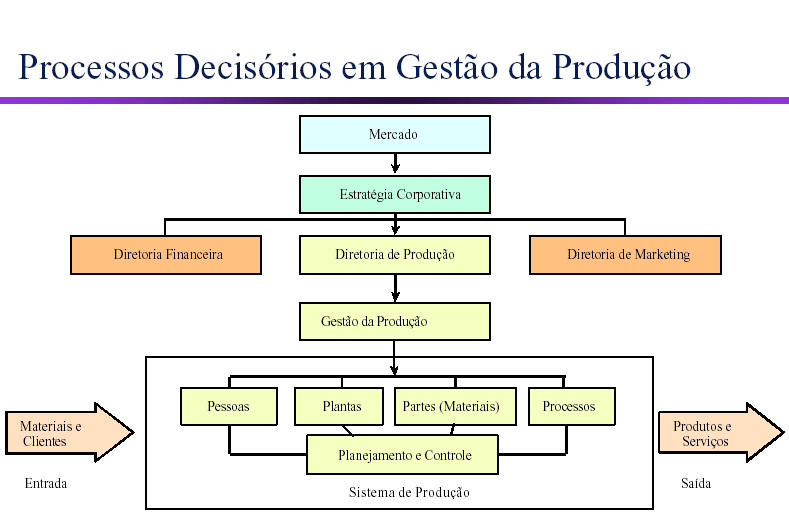 Processos Decisórios em Gestão da Produção
Mercado
Estratégia Corporativa
Diretoria Financeira
Diretoria de Produção
Diretoria de Marketing
Gestão da Produção
Pessoas
Plantas
Partes (Materiais)
Processos
Materiais e
Clientes
Produtos e
Serviços
Planejamento e Controle
Entrada
Saída
Sistema de Produção